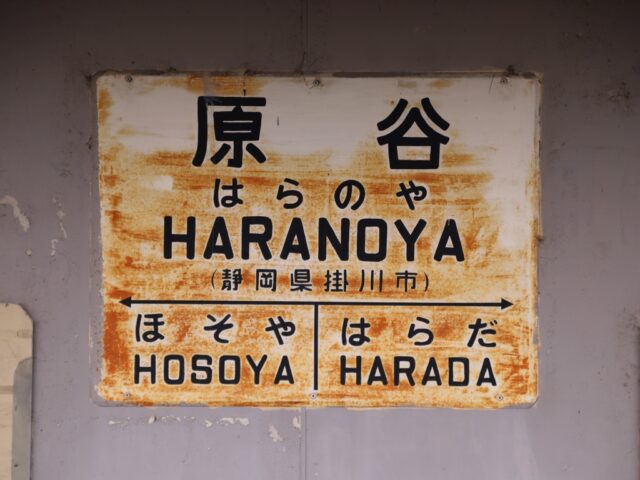 原 谷
はらのや
HARANOYA
(静岡県掛川市)
ほそや はらだ
HOSOYA HARADA